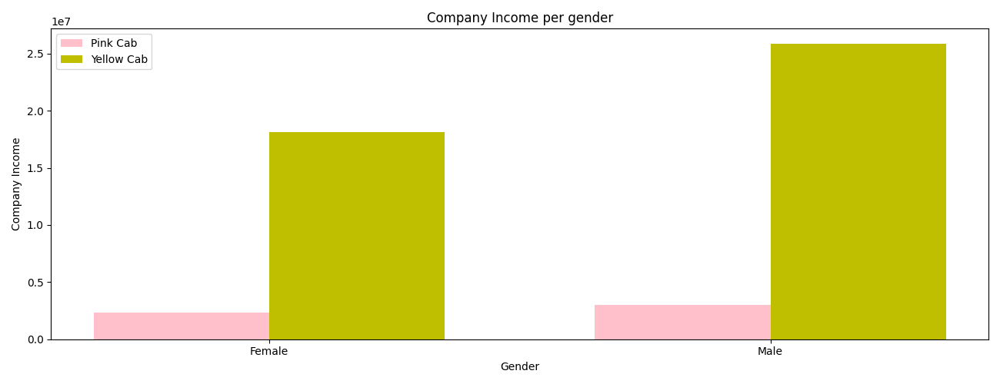 Company Income per gender
1e7
Pink Cab
Yellow Cab
2.5
2.0
1.5
1.0
0.5
0.0
Company Income
Female
Male
Gender